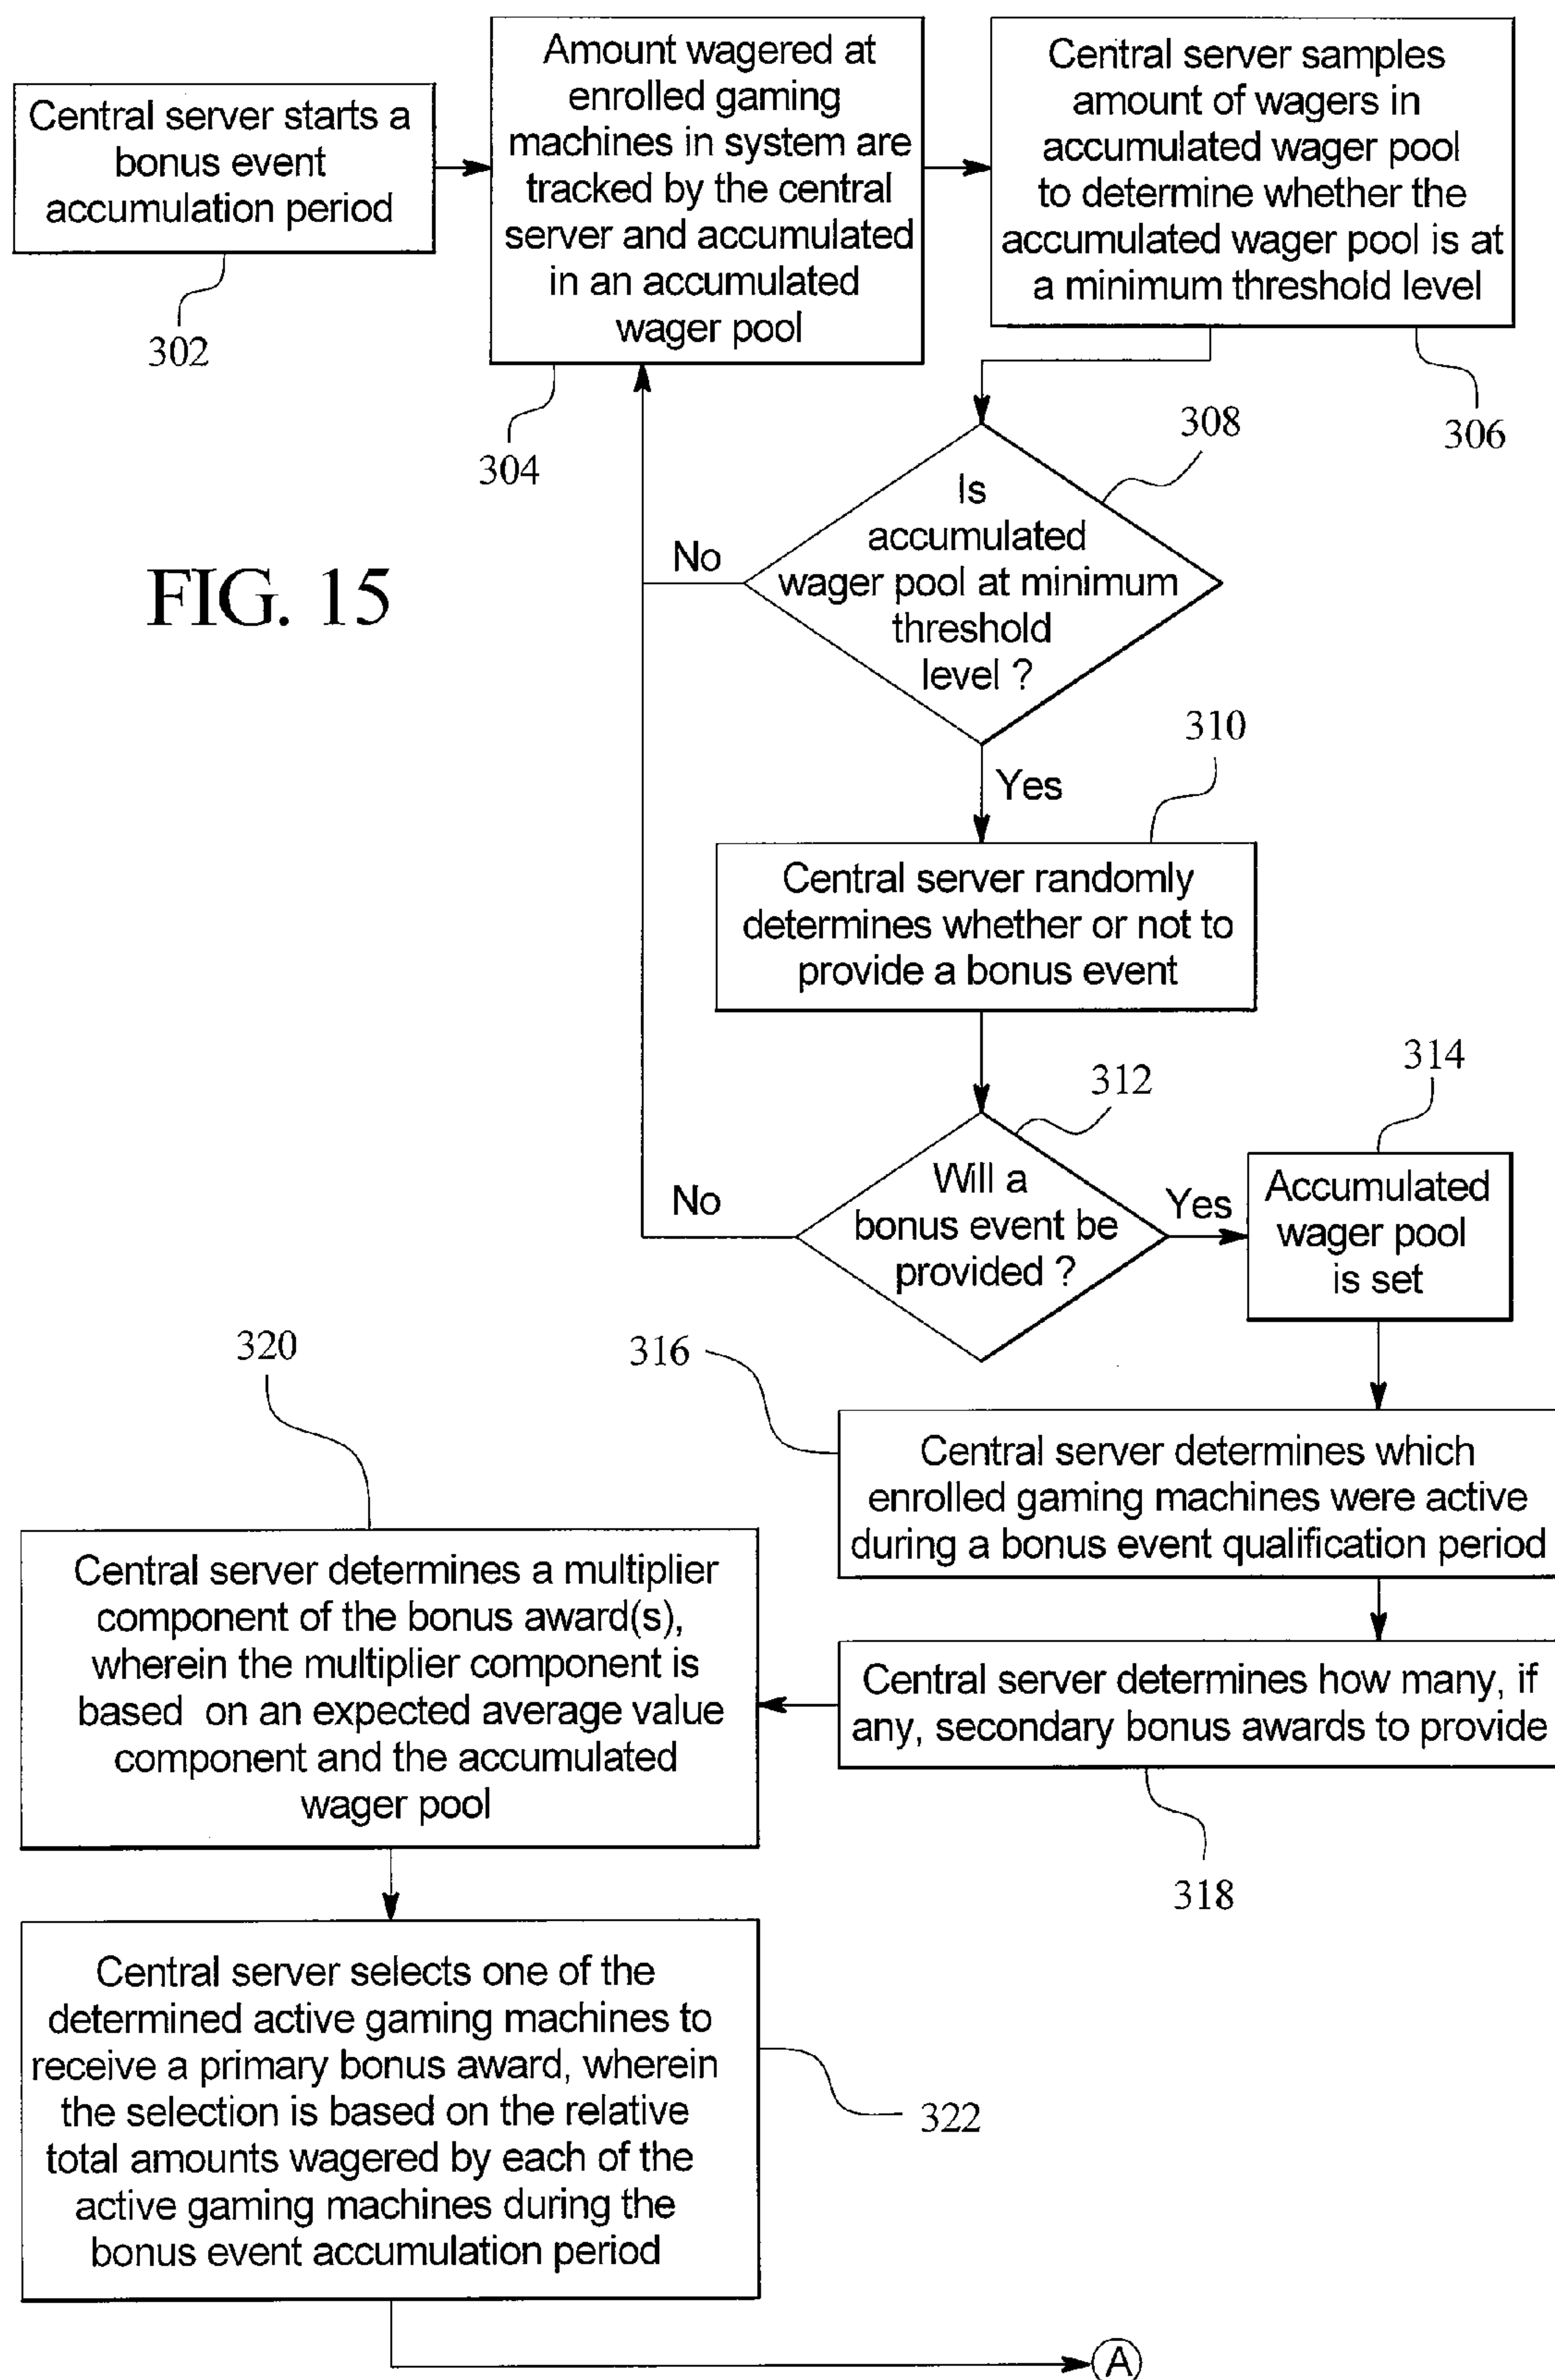 Central server starts a
bonus event
accumulation period
302
Amount wagered at
enrolled gaming
machines in system are
tracked by the central
server and accumulated
in an accumulated
wager pool
304
Central server samples
amount of wagers in
accumulated wager pool
to determine whether the
accumulated wager pool is at
a minimum threshold level
306
308
Is
accumulated
wager pool at minimum
threshold
level ?
No
FIG. 15
Yes
310
Central server randomly
determines whether or not to
provide a bonus event
312
Will a
bonus event be
provided ?
No
Yes
314
Accumulated
wager pool
is set
316
Central server determines which
enrolled gaming machines were active
during a bonus event qualification period
Central server determines how many, if
any, secondary bonus awards to provide
318
320
Central server determines a multiplier
component of the bonus award(s),
wherein the multiplier component is
based on an expected average value
component and the accumulated
wager pool
Central server selects one of the
determined active gaming machines to
receive a primary bonus award, wherein
the selection is based on the relative
total amounts wagered by each of the
active gaming machines during the
bonus event accumulation period
322
A